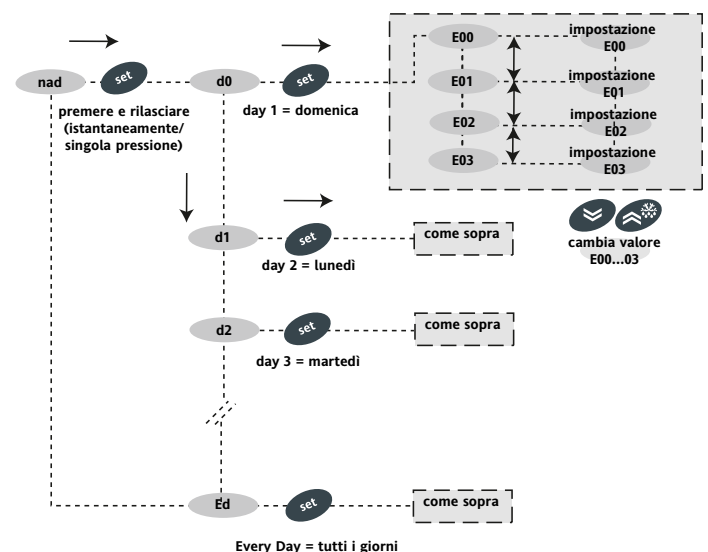 nad
set
d0
set
E00
impostazione
E00
E01
impostazione
E01
E02
impostazione
E02
E03
impostazione
E03
premere e rilasciare
(istantaneamente/
singola pressione)
day 1 = domenica
cambia valore
E00...03
d1
set
come sopra
day 2 = lunedì
d2
set
come sopra
day 3 = martedì
Ed
set
come sopra
Every Day = tutti i giorni